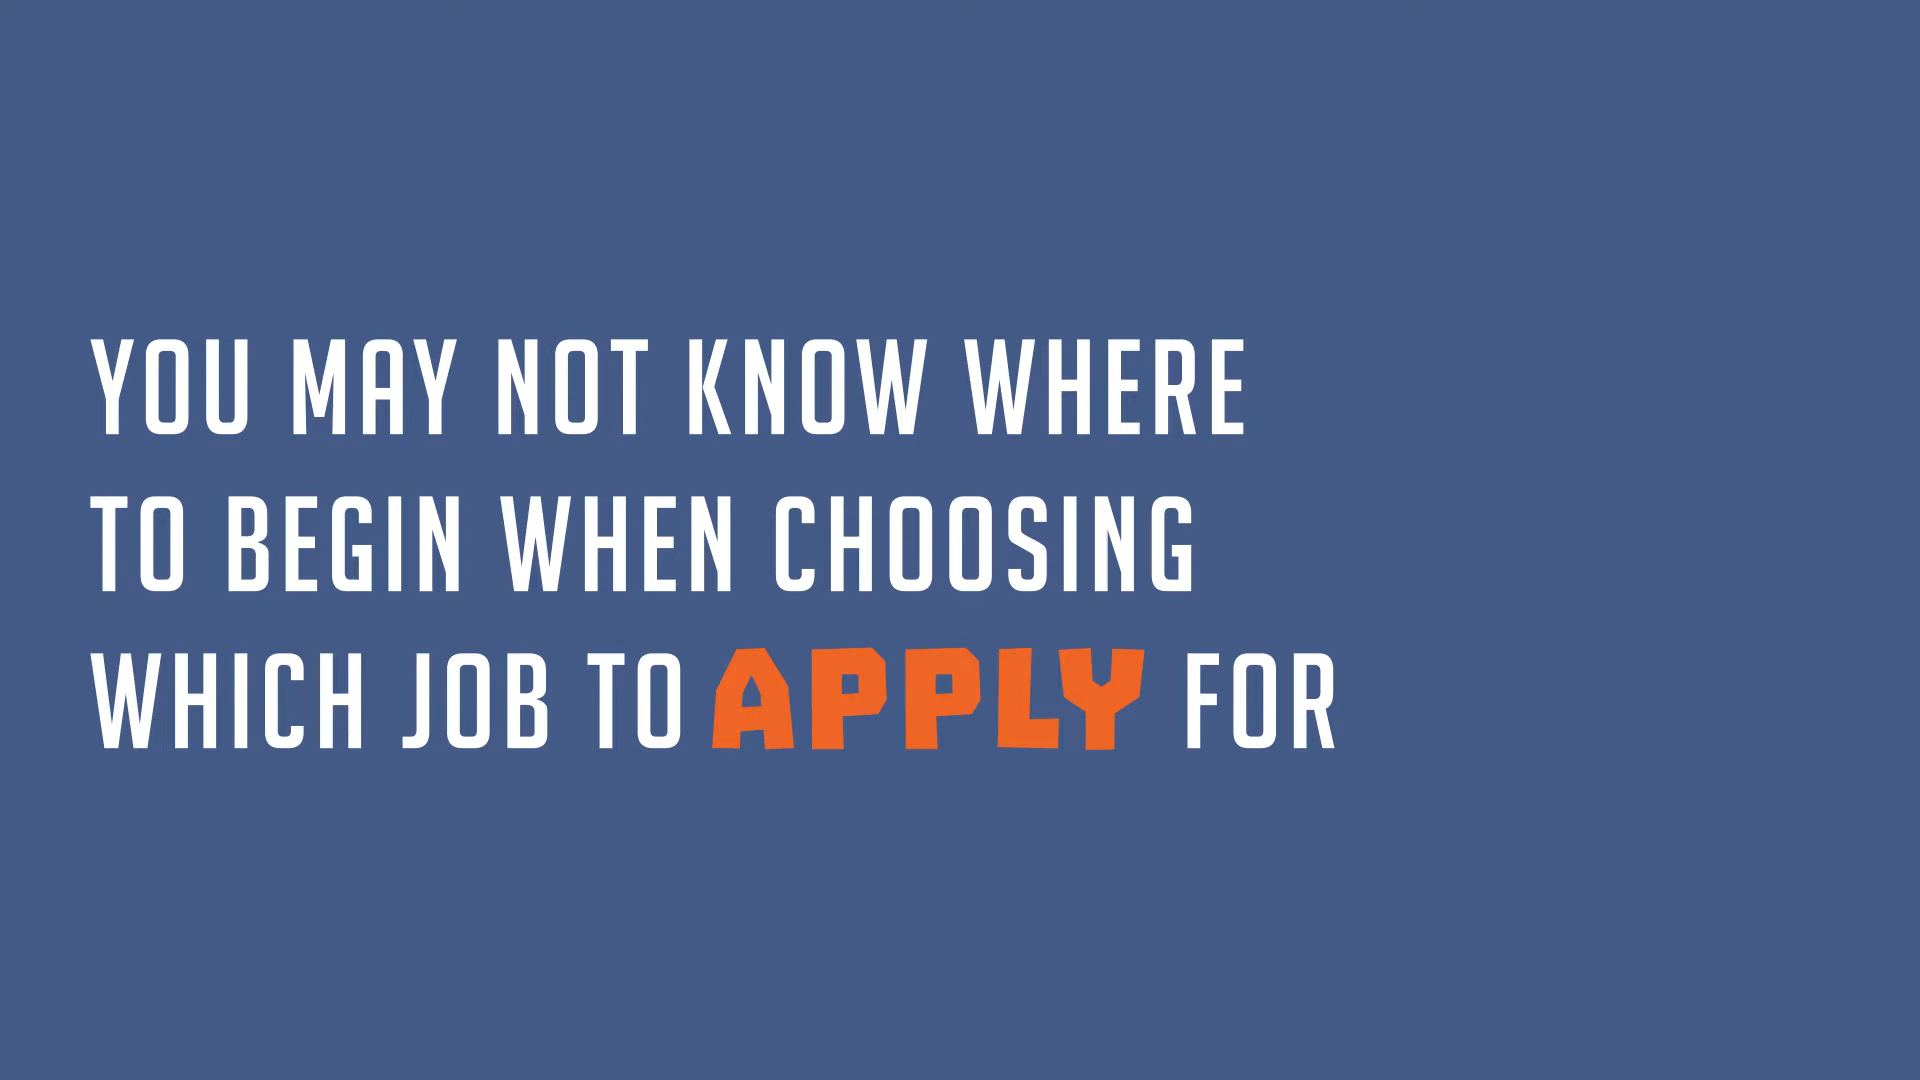 YOU MAY NOT KNOW WHERE
TO BEGIN WHEN CHOOSING
WHICH JOB TO APPLY FOR